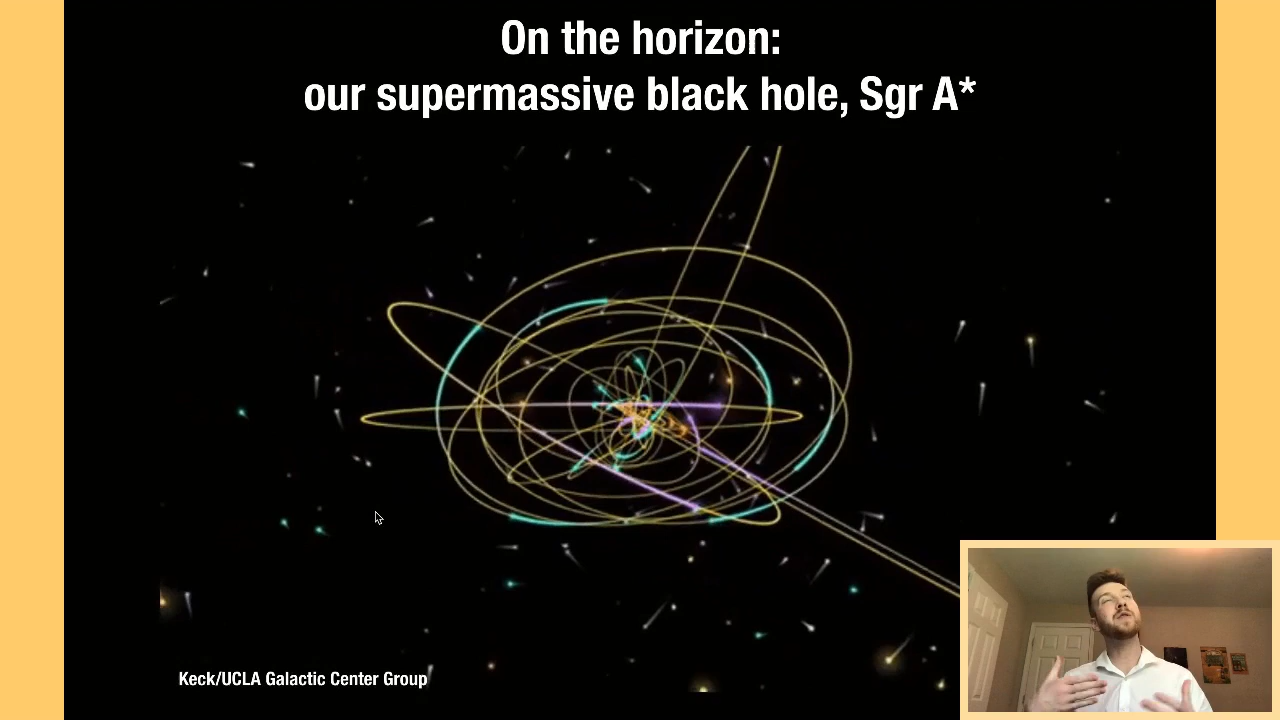 On the horizon:
our supermassive black hole, Sgr A*
Keck/UCLA Galactic Center Group